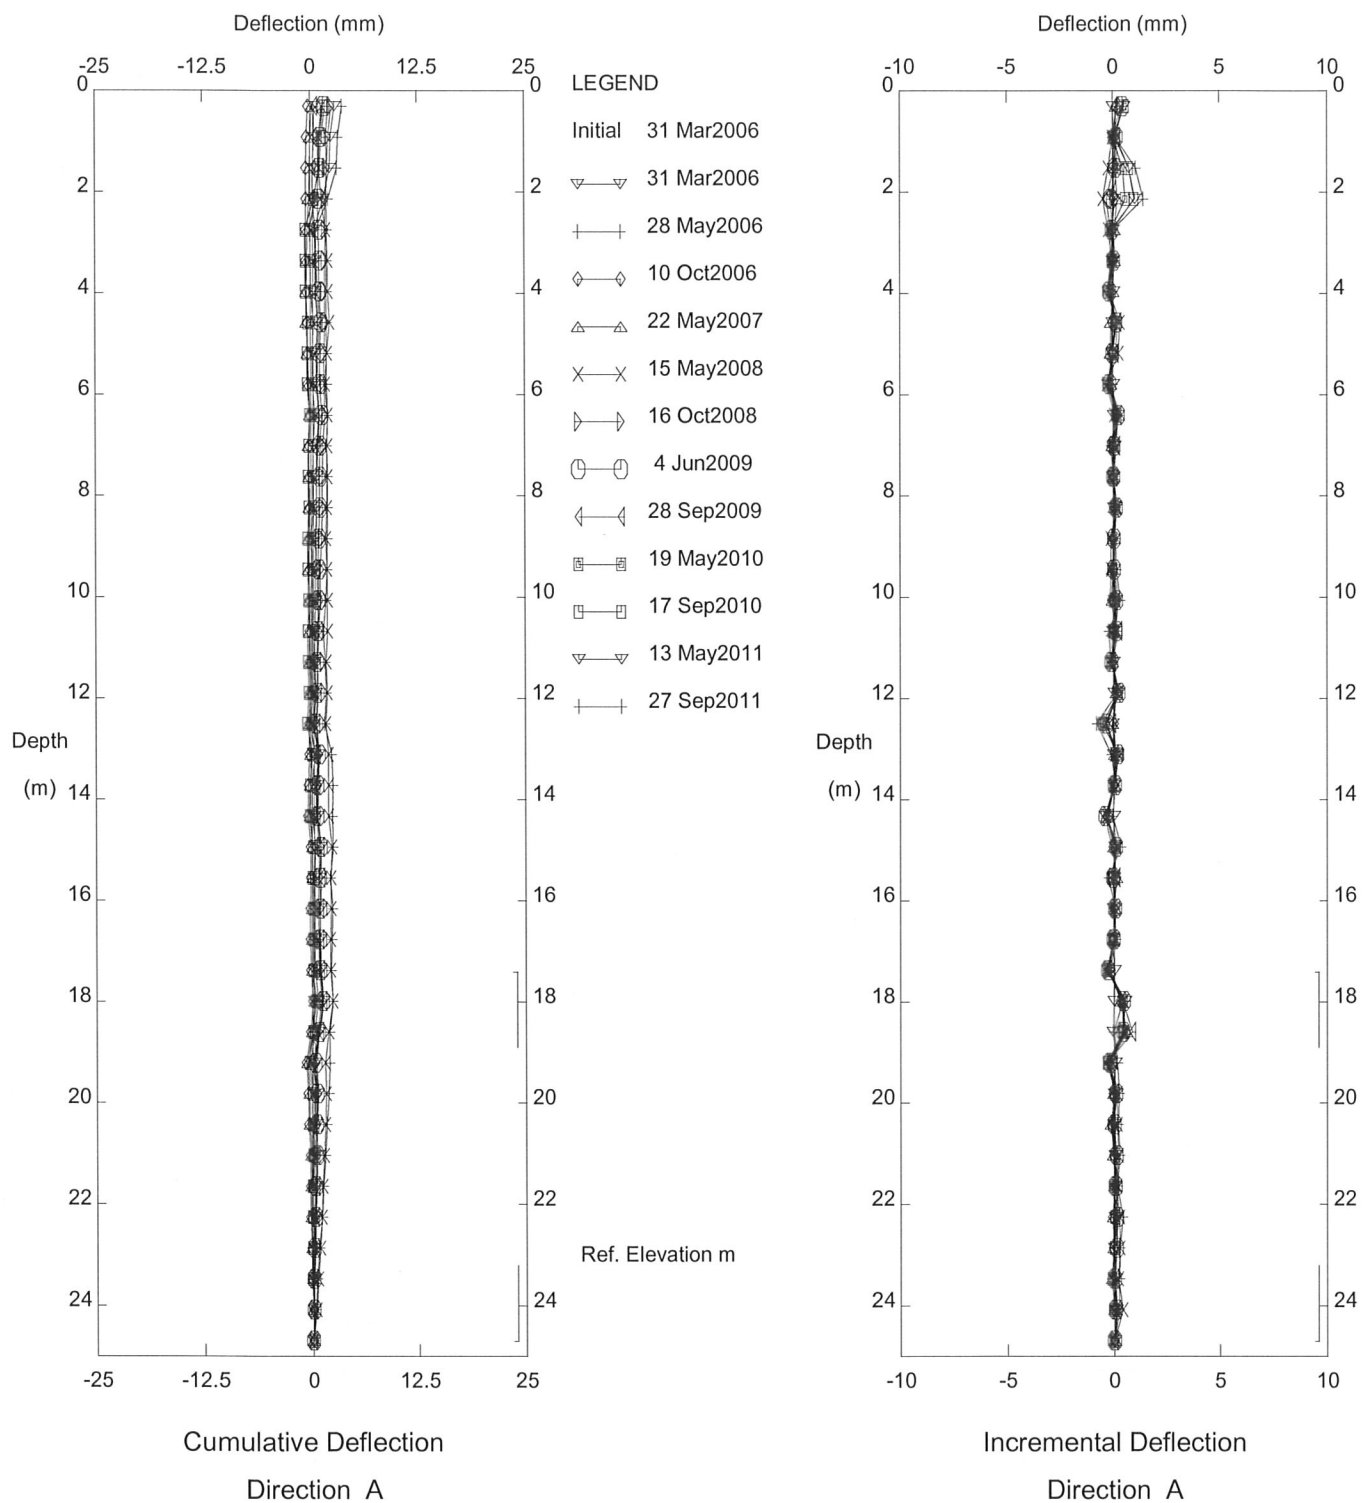 Deflection (mm)
-25 -12.5 0 12.5 25
0 0
2 2
4 4
6 6
8 8
10 10
12 12
Depth
(m) 14 14
16 16
18 18
20 20
22 22
24 24
-25 -12.5 0 12.5 25
Cumulative Deflection
Direction A
LEGEND
Initial 31 Mar2006
31 Mar2006
28 May2006
10 Oct2006
22 May2007
15 May2008
16 Oct2008
4 Jun2009
28 Sep2009
19 May2010
17 Sep2010
13 May2011
27 Sep2011
Ref. Elevation m
Deflection (mm)
-10 -5 0 5 10
0 0
2 2
4 4
6 6
8 8
10 10
12 12
Depth
(m) 14 14
16 16
18 18
20 20
22 22
24 24
-10 -5 0 5 10
Incremental Deflection
Direction A